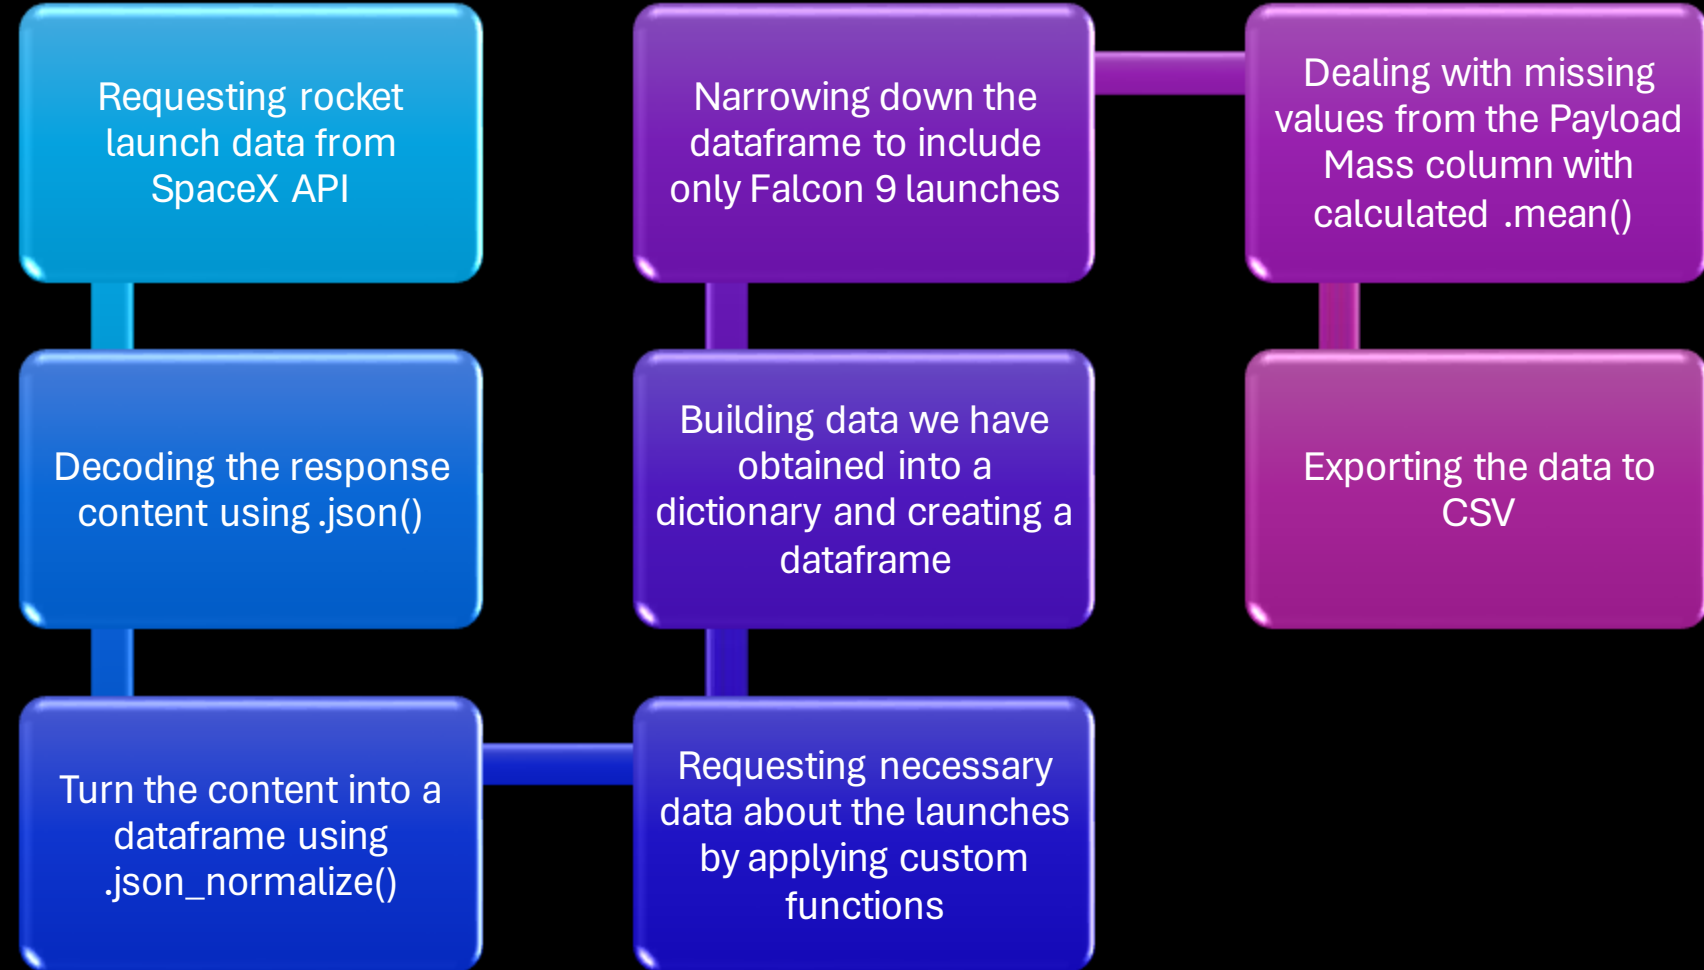 Requesting rocket
launch data from
SpaceX API
Decoding the response
content using .json()
Turn the content into a
dataframe using
.json_normalize()
Requesting necessary
data about the launches
by applying custom
functions
Building data we have
obtained into a
dictionary and creating a
dataframe
Narrowing down the
dataframe to include
only Falcon 9 launches
Dealing with missing
values from the Payload
Mass column with
calculated .mean()
Exporting the data to
CSV